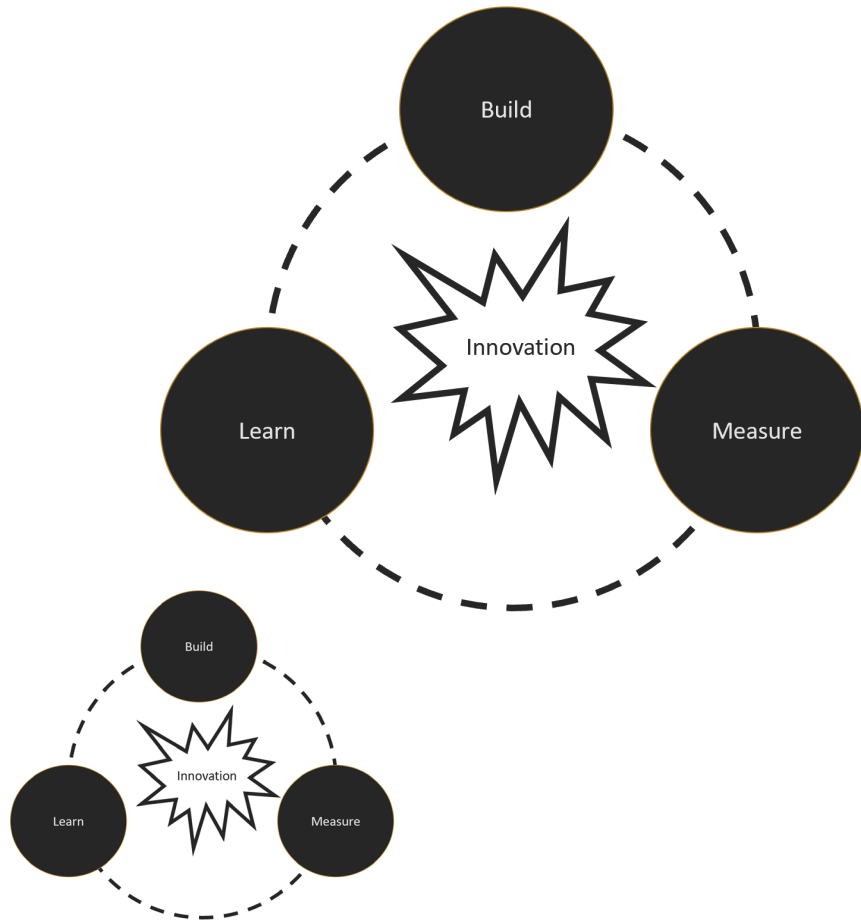 Build
Innovation
Learn
Measure
Build
Innovation
Learn
Measure